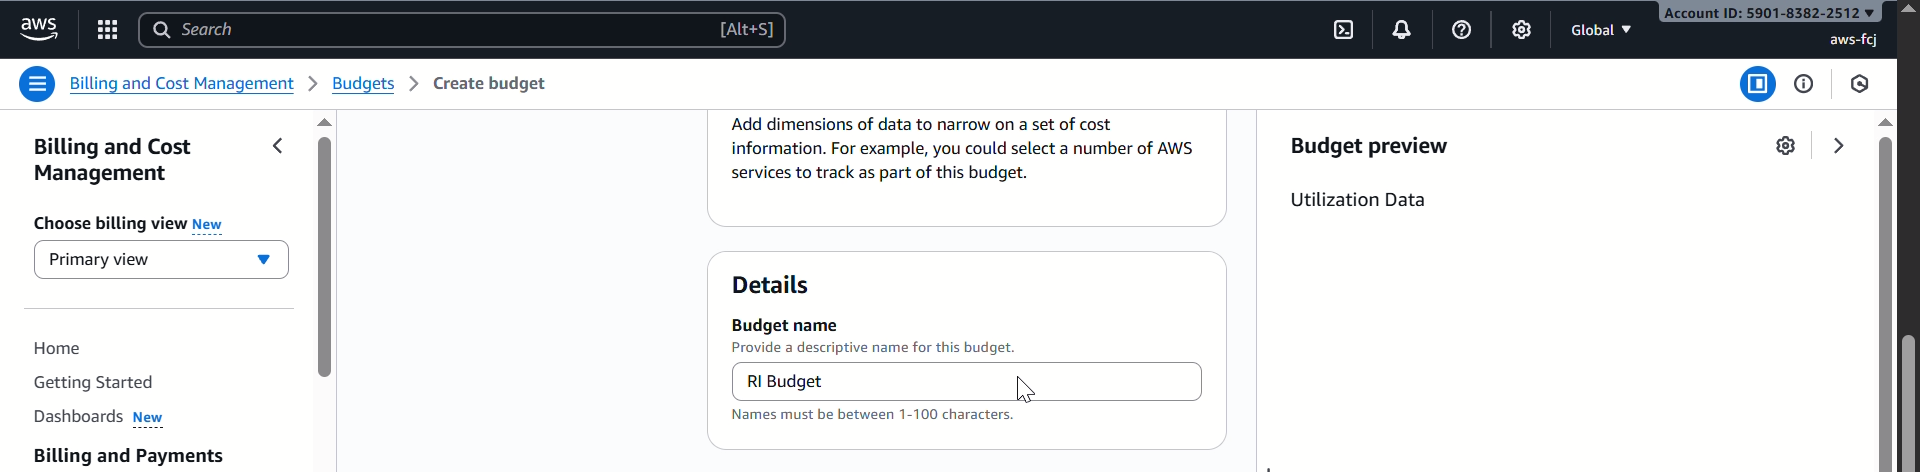 aws
Search [Alt+S]
Global
Account ID: 5901-8382-2512
aws-fcj
Billing and Cost Management
Budgets
Create budget
Billing and Cost
Management
Choose billing view New
Primary view
Home
Getting Started
Dashboards New
Billing and Payments
Add dimensions of data to narrow on a set of cost
information. For example, you could select a number of AWS
services to track as part of this budget.
Details
Budget name
Provide a descriptive name for this budget.
RI Budget
Names must be between 1-100 characters.
Budget preview
Utilization Data